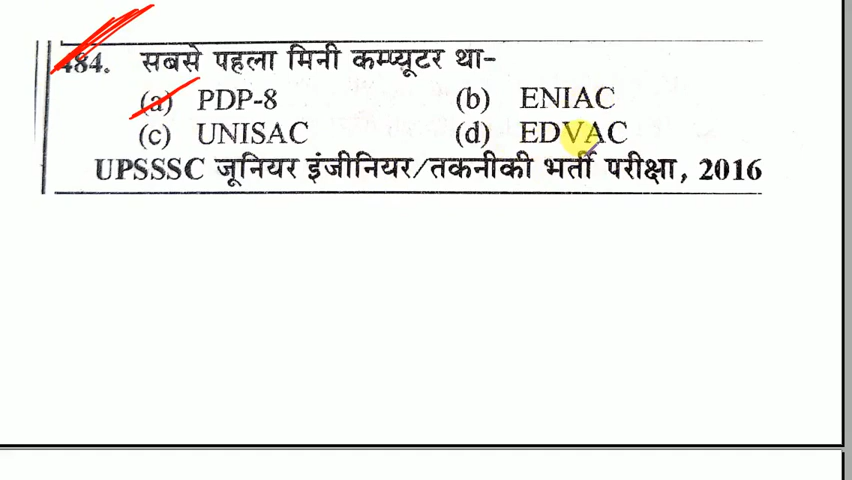 484. सबसे पहला मिनी कम्प्यूटर था-
(a) PDP-8 (b) ENIAC
(c) UNISAC (d) EDVAC
UPSSSC जूनियर इंजीनियर/तकनीकी भर्ती परीक्षा, 2016